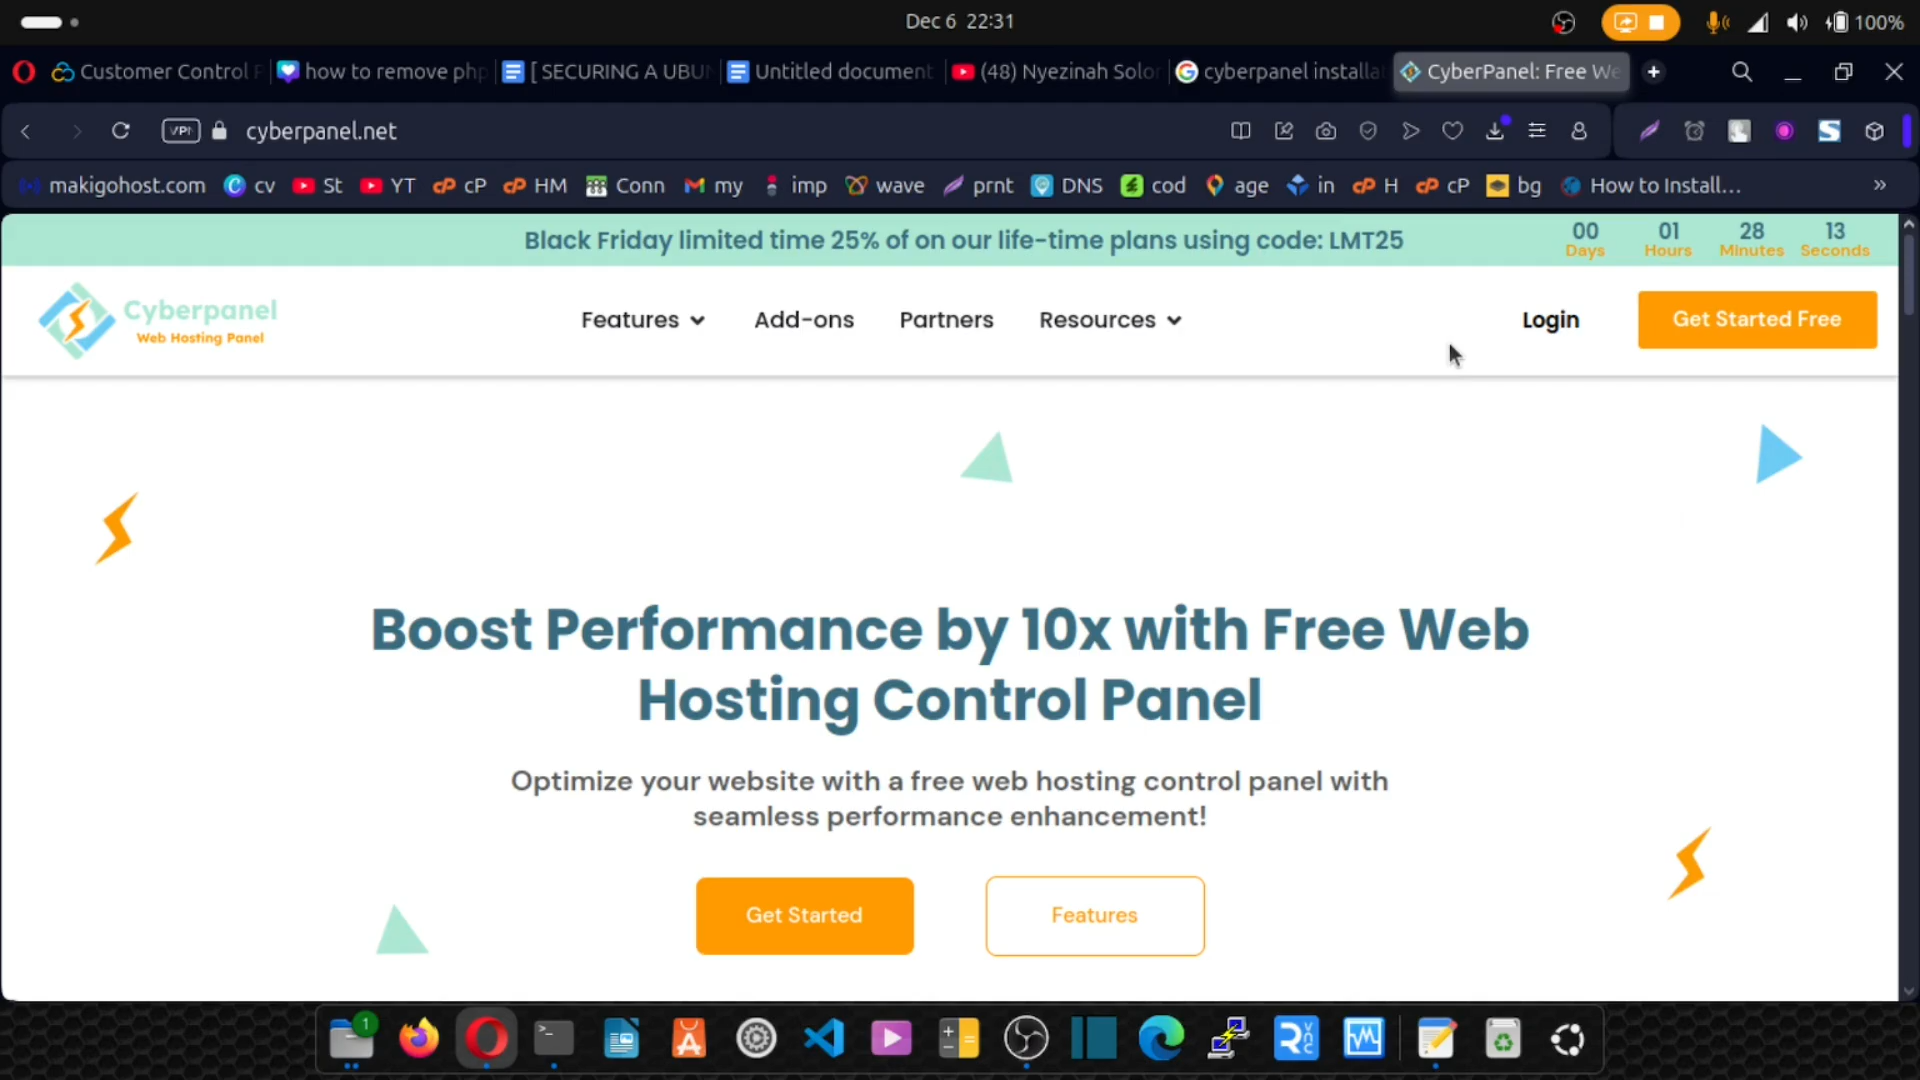 Dec 6 22:31
100%
Customer Control P
how to remove php
[ SECURING A UBU
Untitled document
(48) Nyezinah Solo
cyberpanel installa
CyberPanel: Free We
VPN
cyberpanel.net
makigohost.com
cv
St
YT
cP
HM
Conn
my
imp
wave
prnt
DNS
cod
age
in
H
cP
bg
How to Install...
Black Friday limited time 25% of on our life-time plans using code: LMT25
00 01 28 13
Days Hours Minutes Seconds
Cyberpanel
Web Hosting Panel
Features
Add-ons
Partners
Resources
Login
Get Started Free
Boost Performance by 10x with Free Web
Hosting Control Panel
Optimize your website with a free web hosting control panel with
seamless performance enhancement!
Get Started
Features
1